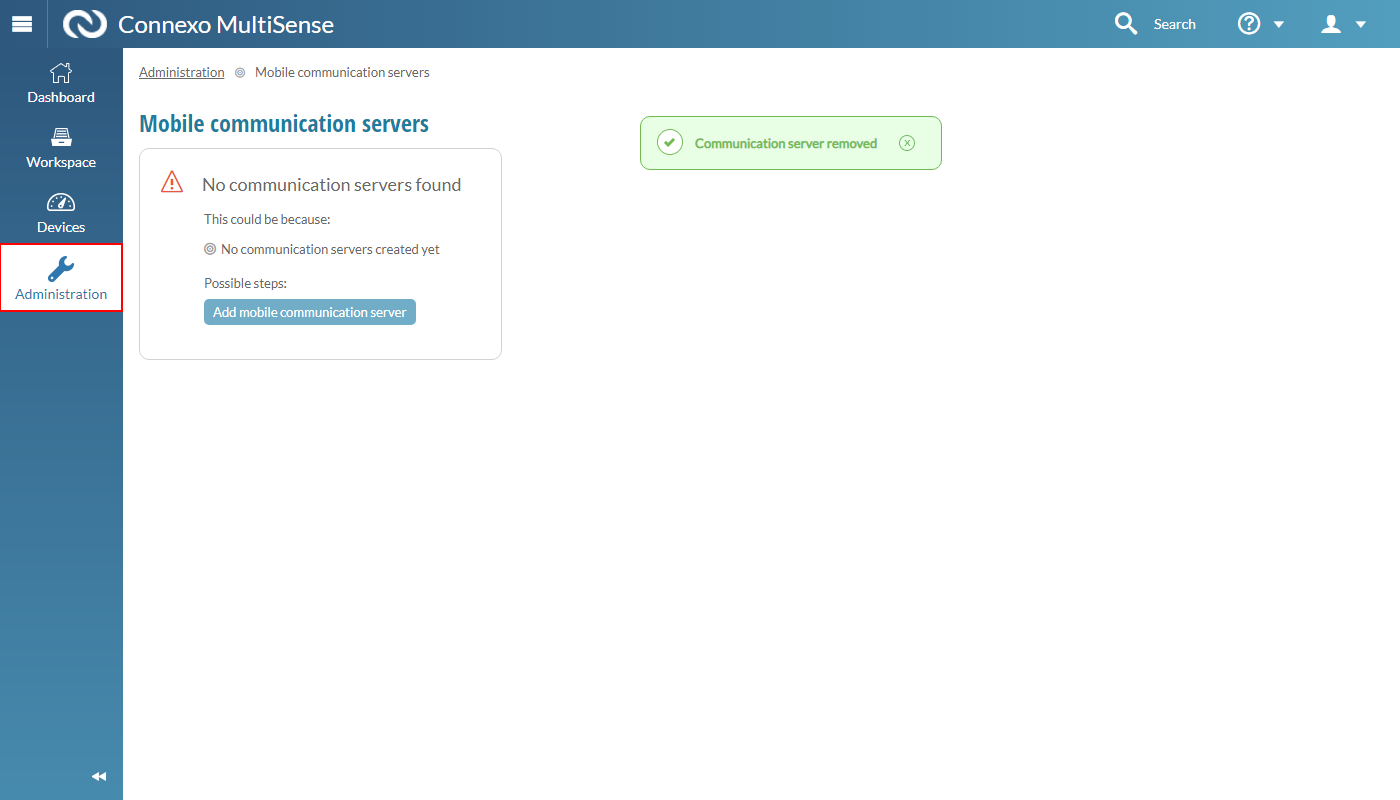 Connexo MultiSense
Search
Dashboard
Workspace
Devices
Administration
Administration Mobile communication servers
Mobile communication servers
Communication server removed
No communication servers found
This could be because:
No communication servers created yet
Possible steps:
Add mobile communication server